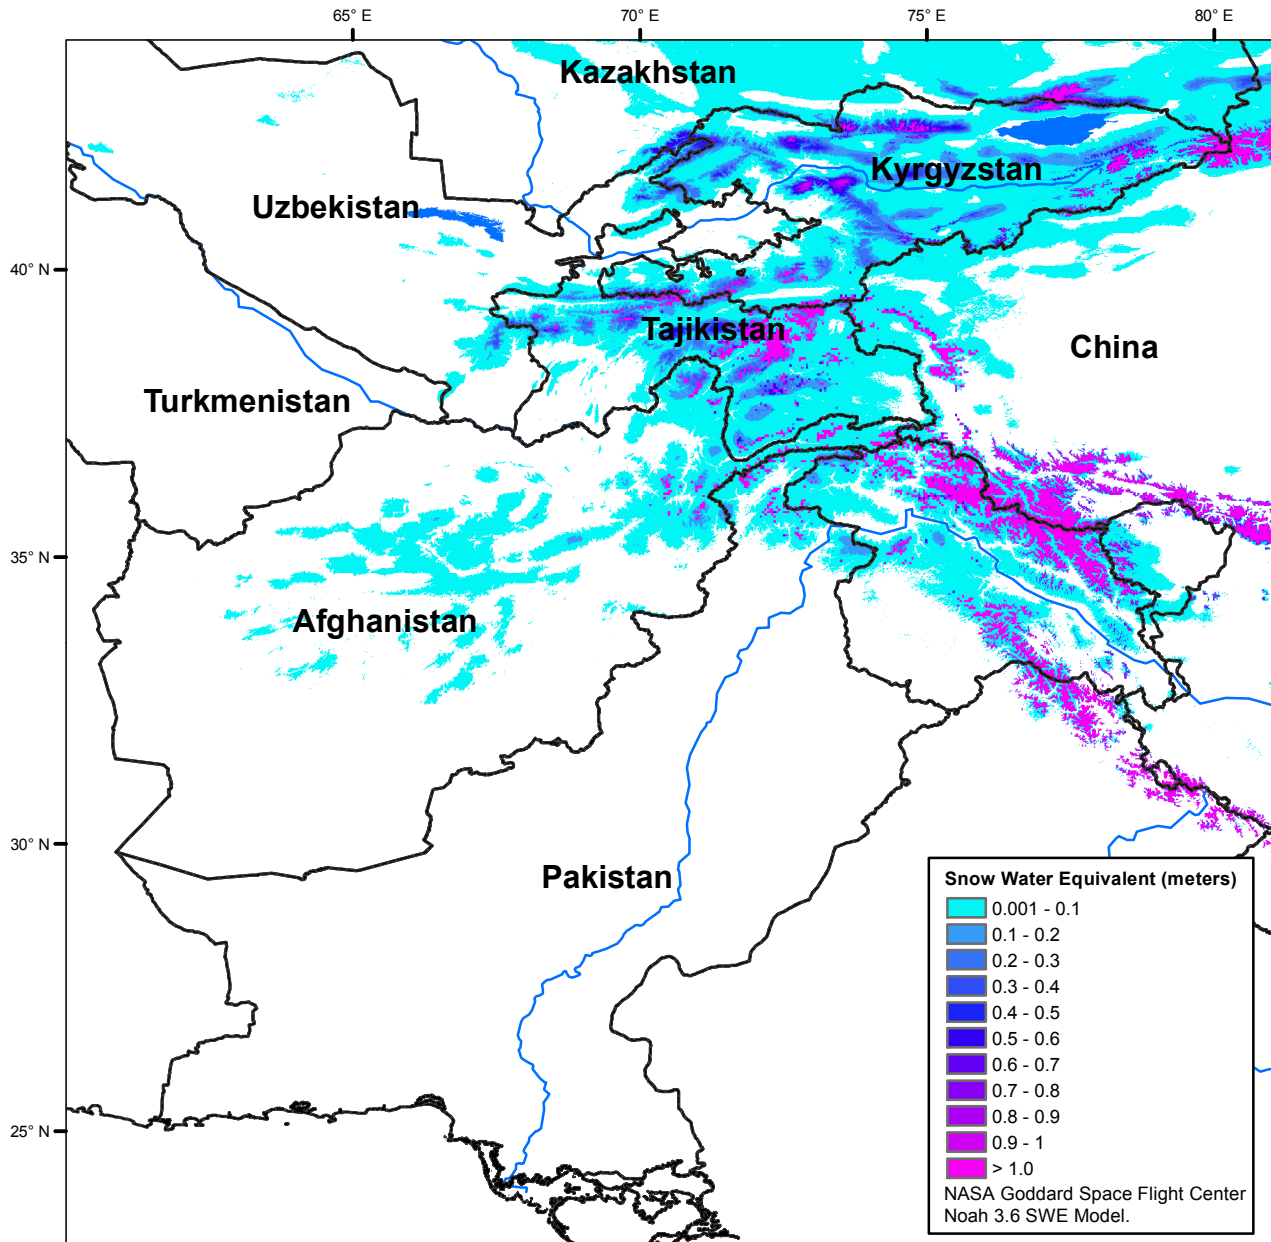 65° E
70° E
75° E
80° E
Kazakhstan
Kyrgyzstan
Uzbekistan
40° N
Tajikistan
China
Turkmenistan
35° N
Afghanistan
30° N
Pakistan
25° N
Snow Water Equivalent (meters)
0.001 - 0.1
0.1 - 0.2
0.2 - 0.3
0.3 - 0.4
0.4 - 0.5
0.5 - 0.6
0.6 - 0.7
0.7 - 0.8
0.8 - 0.9
0.9 - 1
> 1.0
NASA Goddard Space Flight Center
Noah 3.6 SWE Model.